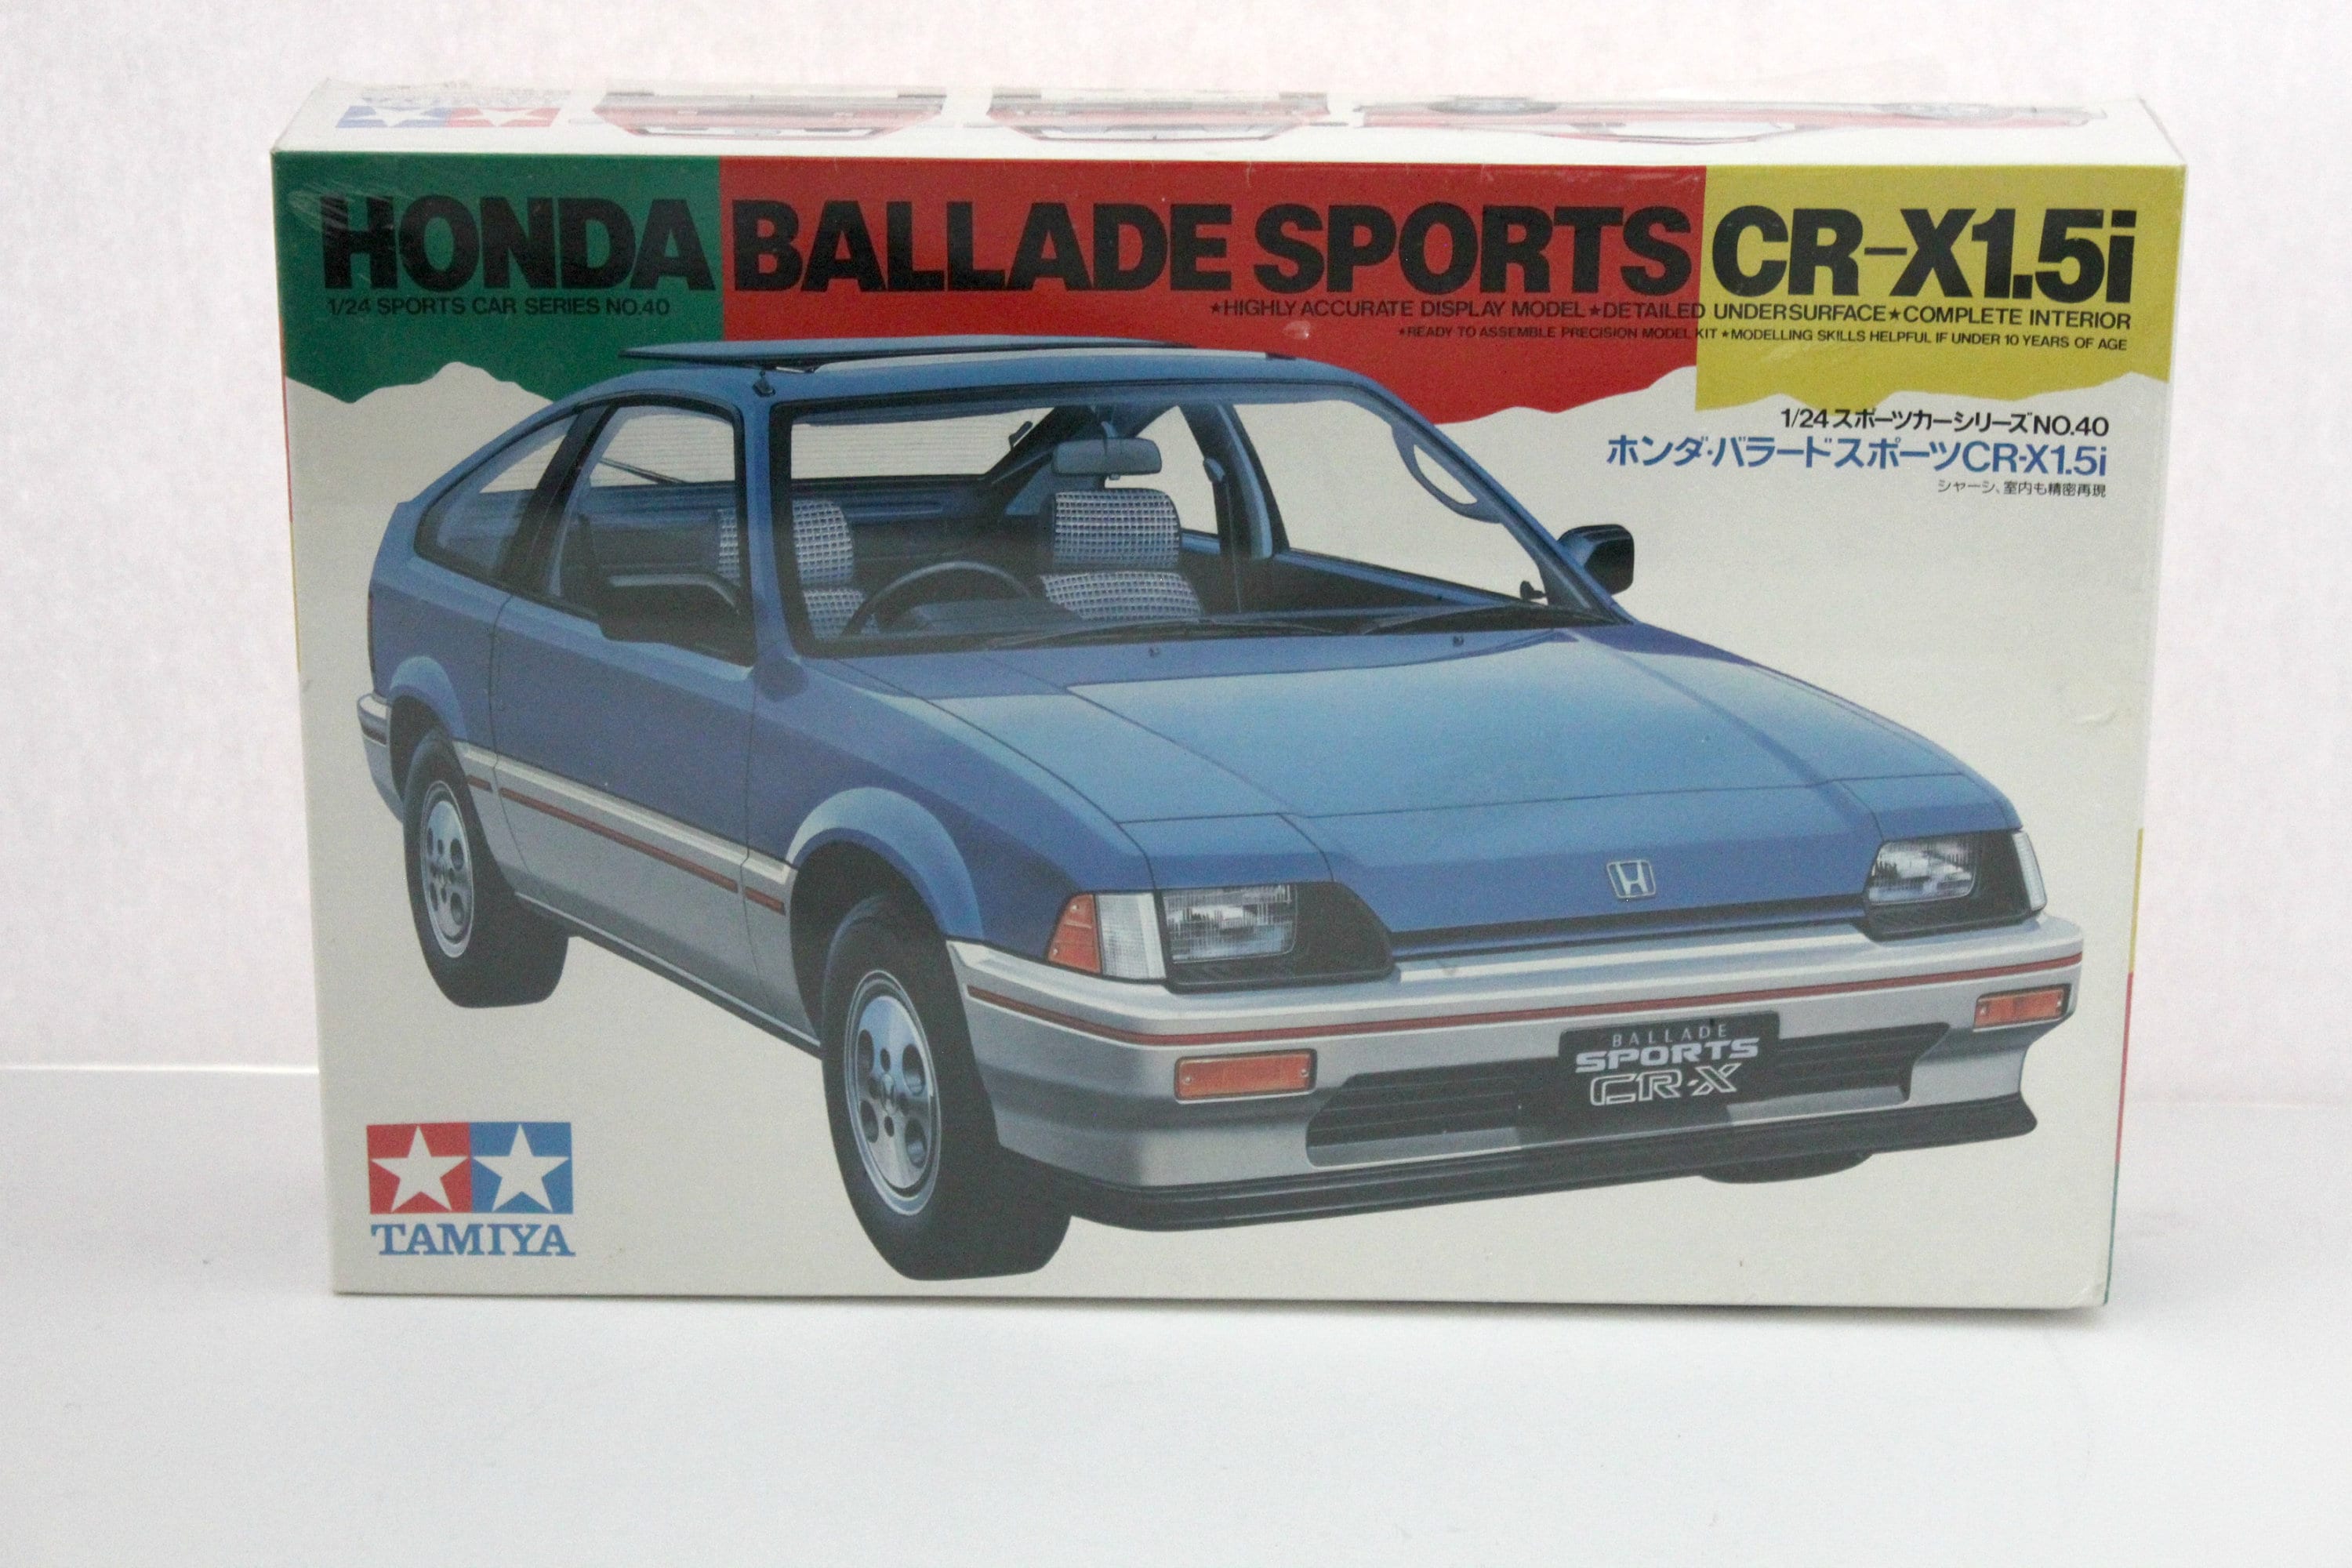 HONDA BALLADE SPORTS CR-X1.5i
1/24 SPORTS CAR SERIES NO.40
★HIGHLY ACCURATE DISPLAY MODEL★DETAILED UNDERSURFACE★COMPLETE INTERIOR
★READY TO ASSEMBLE PRECISION MODEL KIT★MODELLING SKILLS HELPFUL IF UNDER 10 YEARS OF AGE
1/24スポーツカーシリーズNO.40
ホンダ・バラードスポーツCR-X1.5i
シャーシ、室内も精密再現
BALLADE
SPORTS
CR-X
TAMIYA